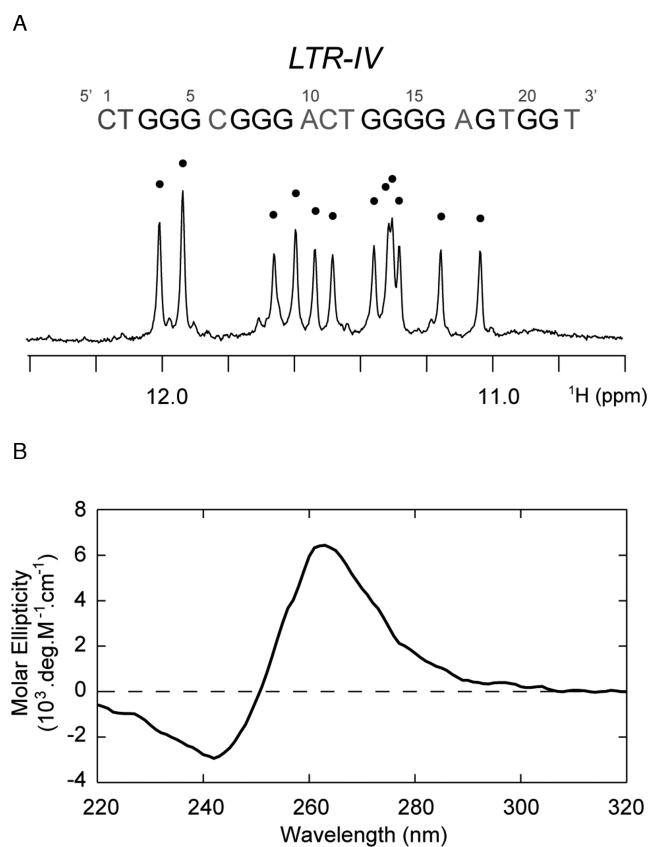 A
LTR-IV
5' 1 5 10 15 20 3'
CTGGGCGGGACTGGGGAGTGGT
12.0 11.0 ¹H (ppm)
B
8
6
4
2
0
-2
-4
Molar Ellipticity
(10³.deg.M⁻¹.cm⁻¹)
220 240 260 280 300 320
Wavelength (nm)